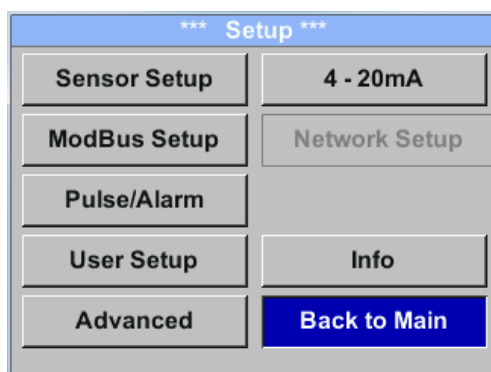 *** Setup ***
Sensor Setup
4 - 20mA
ModBus Setup
Network Setup
Pulse/Alarm
User Setup
Info
Advanced
Back to Main